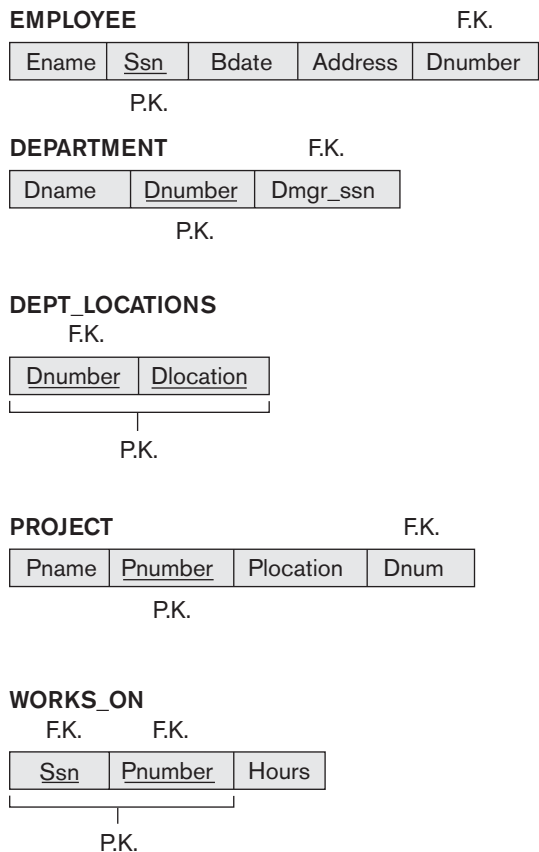 EMPLOYEE F.K.
Ename Ssn Bdate Address Dnumber
P.K.
DEPARTMENT F.K.
Dname Dnumber Dmgr_ssn
P.K.
DEPT_LOCATIONS
F.K.
Dnumber Dlocation
P.K.
PROJECT F.K.
Pname Pnumber Plocation Dnum
P.K.
WORKS_ON
F.K. F.K.
Ssn Pnumber Hours
P.K.